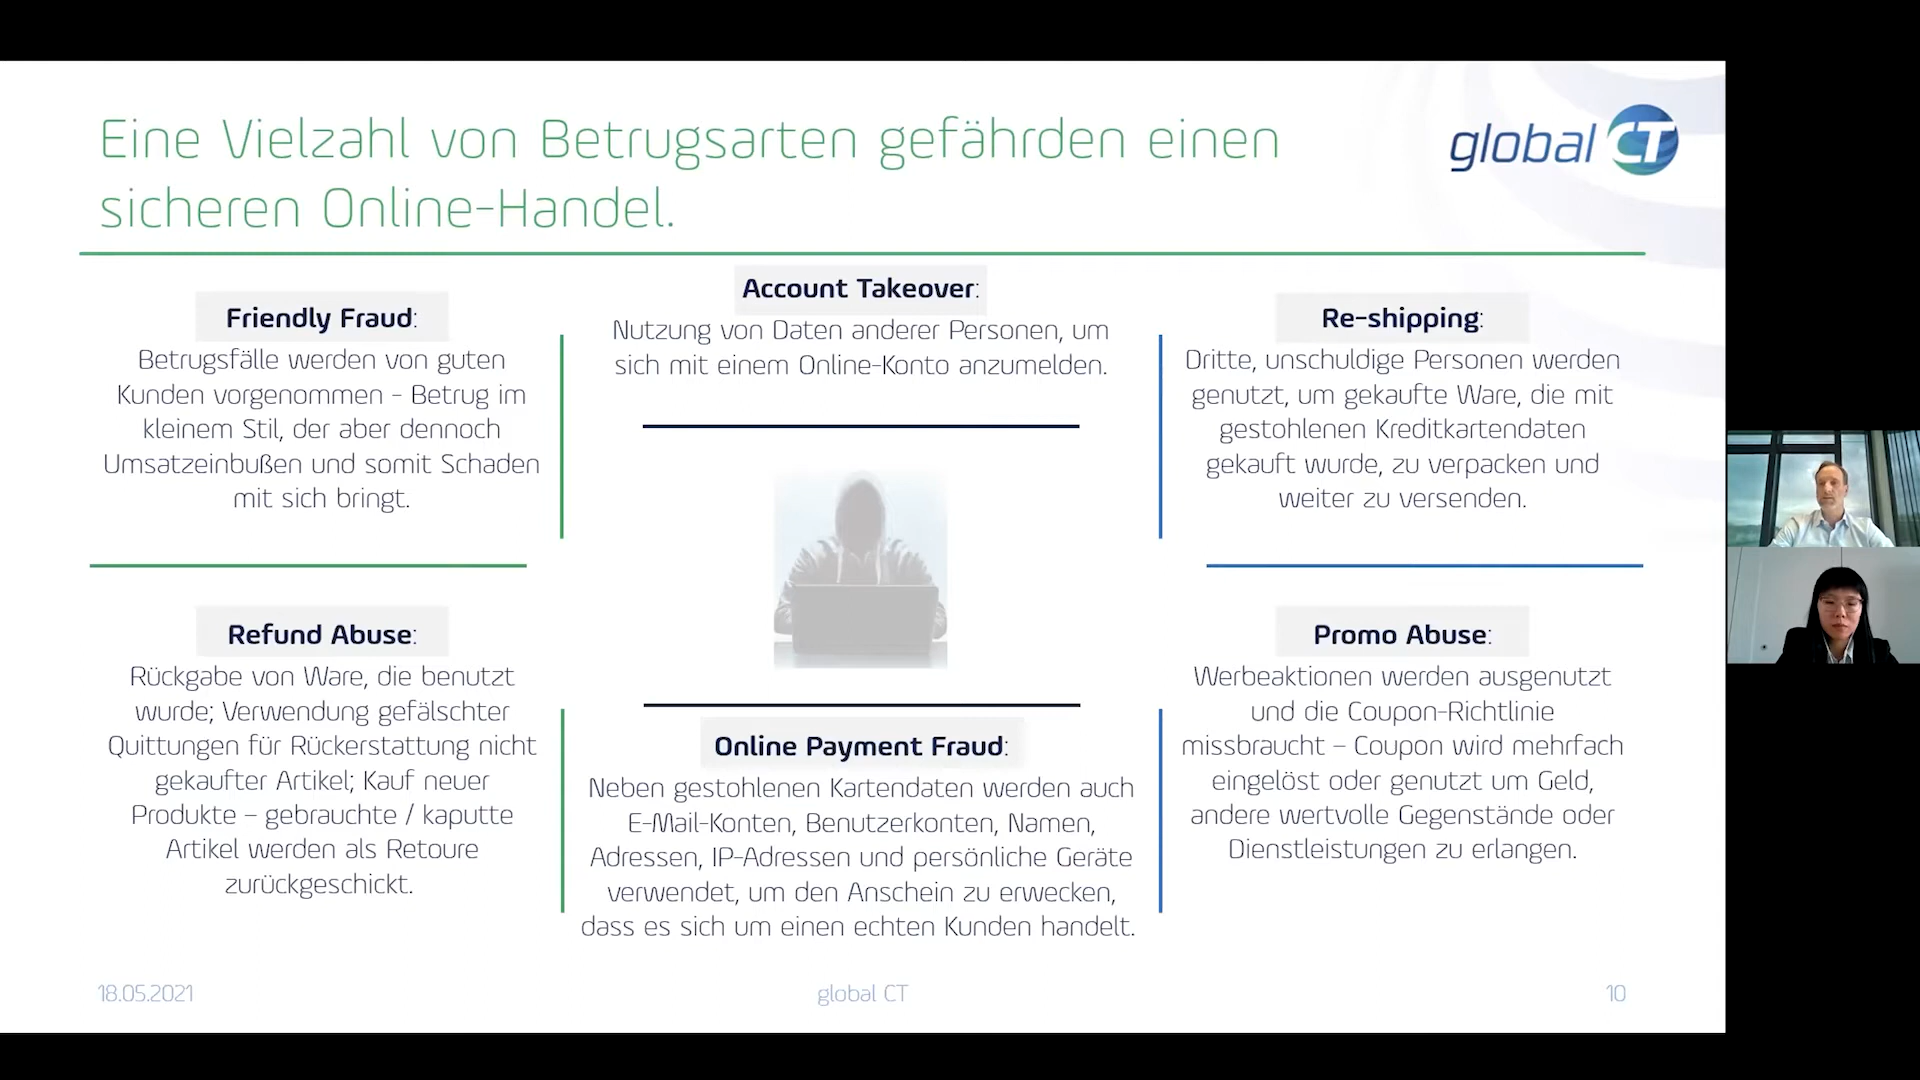 Eine Vielzahl von Betrugsarten gefährden einen
sicheren Online-Handel.
global CT
Friendly Fraud:
Betrugsfälle werden von guten
Kunden vorgenommen - Betrug im
kleinem Stil, der aber dennoch
Umsatzeinbußen und somit Schaden
mit sich bringt.
Account Takeover:
Nutzung von Daten anderer Personen, um
sich mit einem Online-Konto anzumelden.
Re-shipping:
Dritte, unschuldige Personen werden
genutzt, um gekaufte Ware, die mit
gestohlenen Kreditkartendaten
gekauft wurde, zu verpacken und
weiter zu versenden.
Refund Abuse:
Rückgabe von Ware, die benutzt
wurde; Verwendung gefälschter
Quittungen für Rückerstattung nicht
gekaufter Artikel; Kauf neuer
Produkte – gebrauchte / kaputte
Artikel werden als Retoure
zurückgeschickt.
Online Payment Fraud:
Neben gestohlenen Kartendaten werden auch
E-Mail-Konten, Benutzerkonten, Namen,
Adressen, IP-Adressen und persönliche Geräte
verwendet, um den Anschein zu erwecken,
dass es sich um einen echten Kunden handelt.
Promo Abuse:
Werbeaktionen werden ausgenutzt
und die Coupon-Richtlinie
missbraucht – Coupon wird mehrfach
eingelöst oder genutzt um Geld,
andere wertvolle Gegenstände oder
Dienstleistungen zu erlangen.
18.05.2021
global CT
10